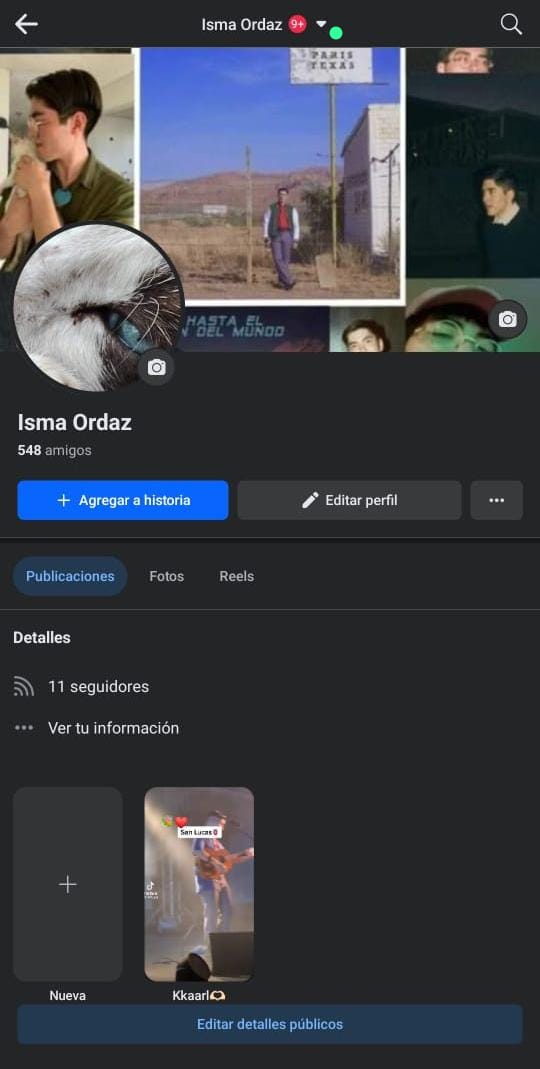 Isma Ordaz 9+
PARIS
TEXAS
HASTA EL
N DEL MUNDO
Isma Ordaz
548 amigos
+ Agregar a historia
Editar perfil
Publicaciones
Fotos
Reels
Detalles
11 seguidores
Ver tu información
San Lucas
Nueva
Kkaarl🫶🏻
Editar detalles públicos